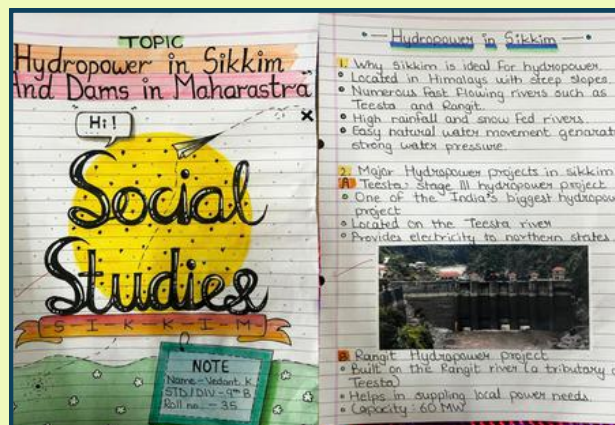 TOPIC
Hydropower in Sikkim
And Dams in Maharastra
Hi!
Social
Studies
S-I-K-K-I-M
NOTE
Name - Vedant. K.
STD/DIV - 9th B
Roll no. - 35
Hydropower in Sikkim
1. Why Sikkim is ideal for hydropower.
Located in Himalays with steep slopes
Numerous fast flowing rivers such as
Teesta and Rangit.
High rainfall and snow fed rivers.
Easy natural water movement genarat
strong water pressure.
2. Major Hydropower projects in sikkim
A Teesta stage III hydropower project
One of the India's biggest hydropow
project
Located on the Teesta river
Provides electricity to northern states
B Rangit Hydropower project
Built on the Rangit river (a tributary o
Teesta)
Helps in suppling local power needs.
Capacity : 60 MW